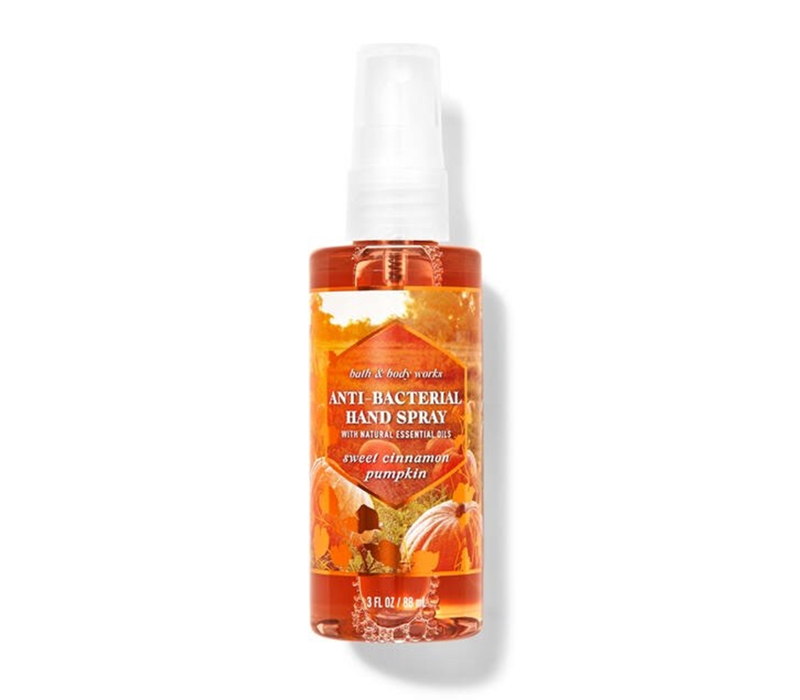 bath & body works
ANTI-BACTERIAL
HAND SPRAY
WITH NATURAL ESSENTIAL OILS
sweet cinnamon
pumpkin
3 FL OZ / 88 mL